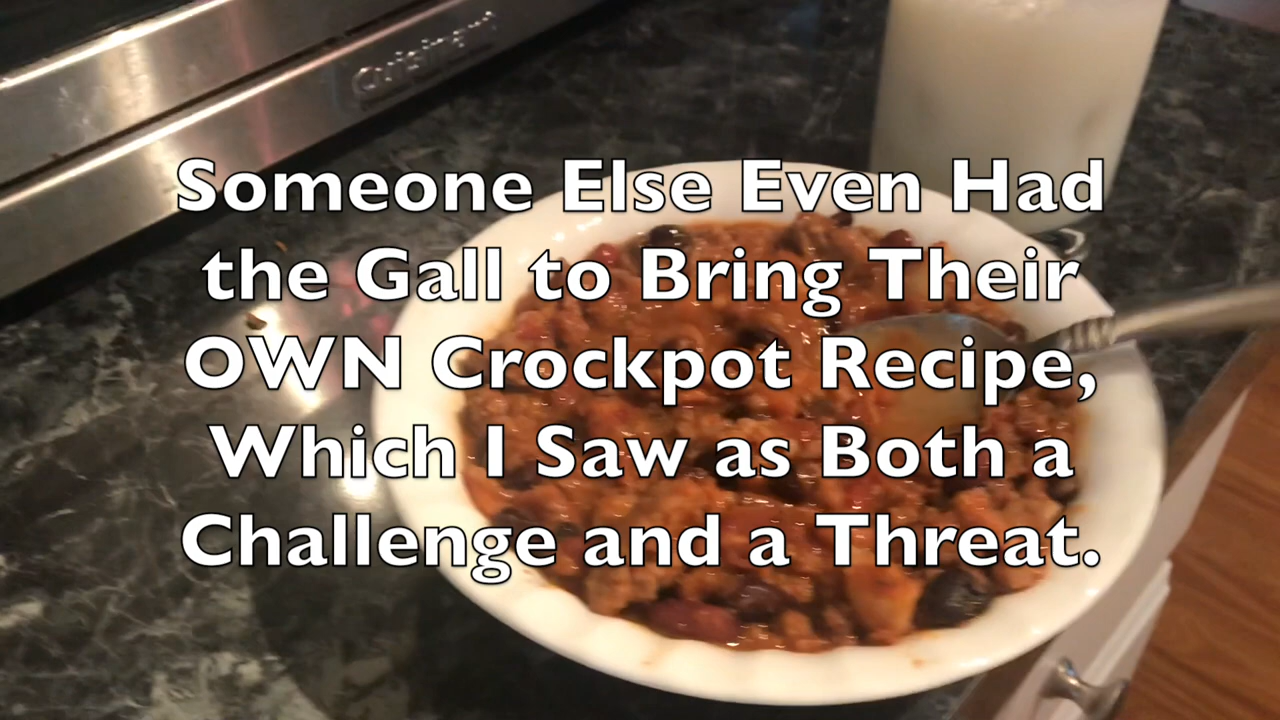 Cuisinart
Someone Else Even Had
the Gall to Bring Their
OWN Crockpot Recipe,
Which I Saw as Both a
Challenge and a Threat.